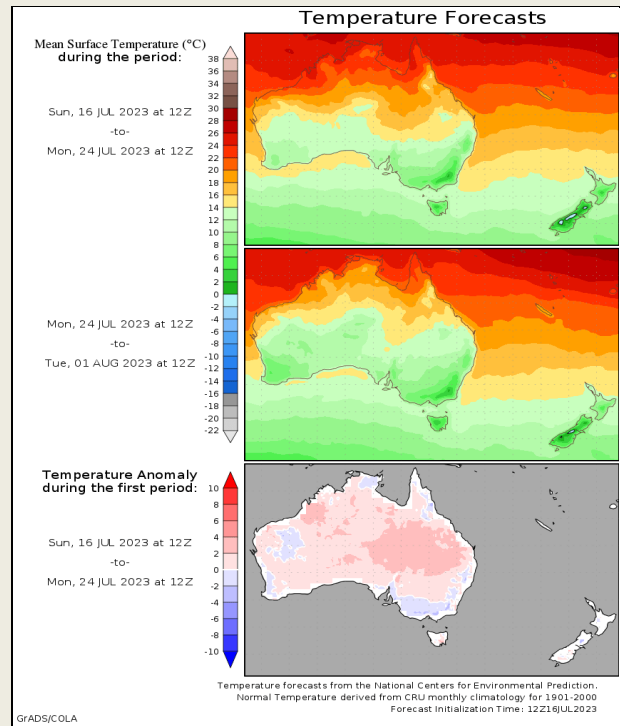 Temperature Forecasts
Mean Surface Temperature (°C)
during the period:
Sun, 16 JUL 2023 at 12Z
-to-
Mon, 24 JUL 2023 at 12Z
38
36
34
32
30
28
26
24
22
20
18
16
14
12
10
8
6
4
2
0
-2
-4
-6
-8
-10
-12
-14
-16
-18
-20
-22
Mon, 24 JUL 2023 at 12Z
-to-
Tue, 01 AUG 2023 at 12Z
Temperature Anomaly
during the first period:
Sun, 16 JUL 2023 at 12Z
-to-
Mon, 24 JUL 2023 at 12Z
10
8
6
4
2
0
-2
-4
-6
-8
-10
Temperature forecasts from the National Centers for Environmental Prediction.
Normal Temperature derived from CRU monthly climatology for 1901-2000
Forecast Initialization Time: 12Z16JUL2023
GrADS/COLA